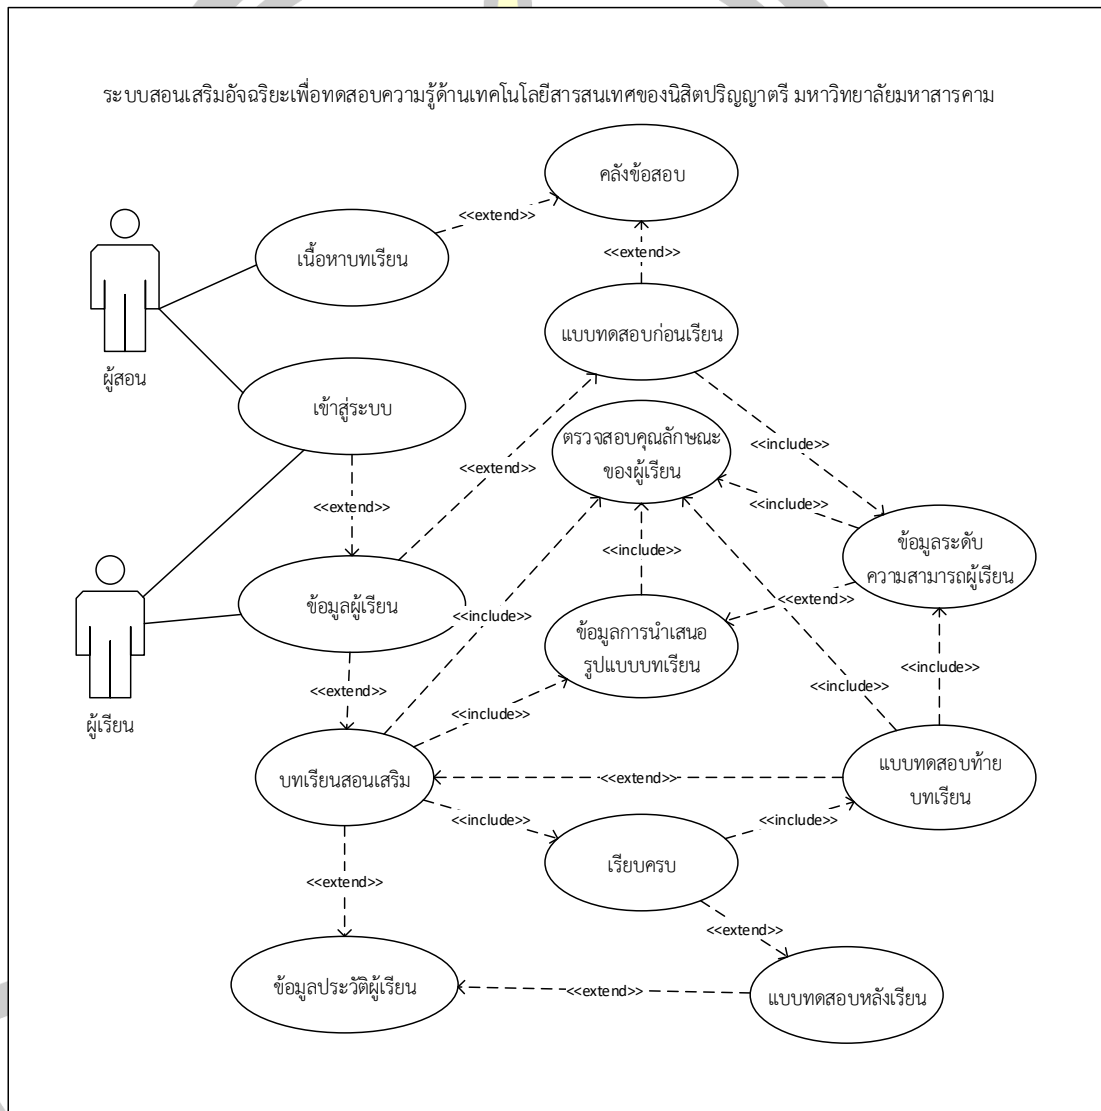 ระบบสอนเสริมอัจฉริยะเพื่อทดสอบความรู้ด้านเทคโนโลยีสารสนเทศของนิสิตปริญญาตรี มหาวิทยาลัยมหาสารคาม
คลังข้อสอบ
<<extend>>
เนื้อหาบทเรียน
<<extend>>
แบบทดสอบก่อนเรียน
ผู้สอน
เข้าสู่ระบบ
ตรวจสอบคุณลักษณะ
ของผู้เรียน
<<include>>
<<extend>>
<<extend>>
<<include>>
ข้อมูลระดับ
ความสามารถผู้เรียน
<<include>>
ข้อมูลผู้เรียน
<<extend>>
<<include>>
ข้อมูลการนำเสนอ
รูปแบบบทเรียน
<<include>>
<<extend>>
<<include>>
<<include>>
ผู้เรียน
บทเรียนสอนเสริม
<<extend>>
แบบทดสอบท้าย
บทเรียน
<<include>>
<<include>>
เรียบครบ
<<extend>>
<<extend>>
ข้อมูลประวัติผู้เรียน
<<extend>>
แบบทดสอบหลังเรียน